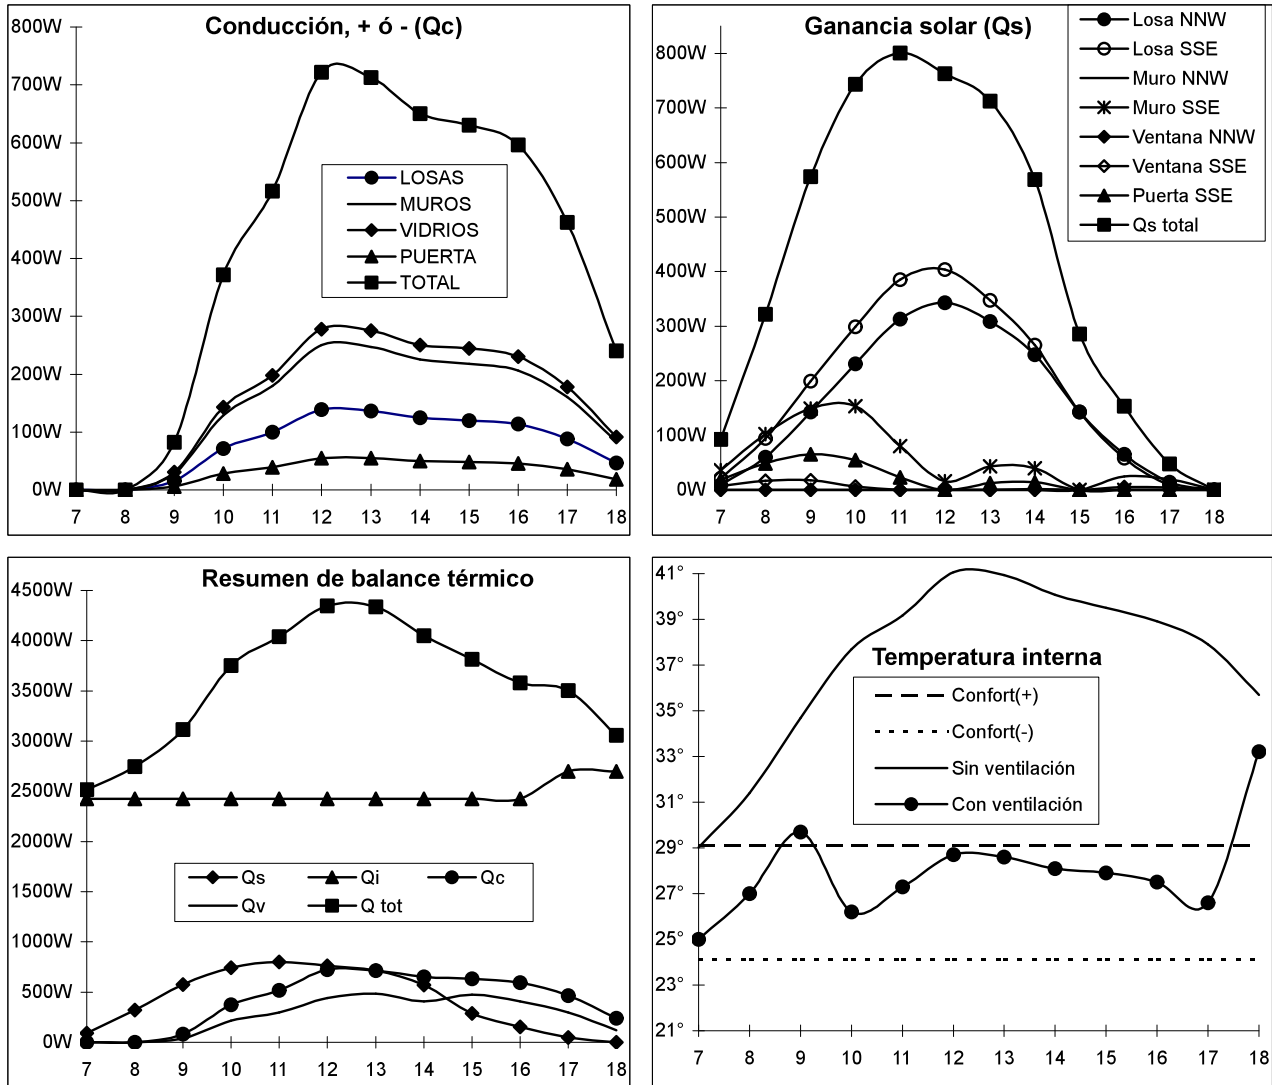 Conducción, + ó - (Qc)
800W
700W
600W
500W
400W
300W
200W
100W
0W
LOSAS
MUROS
VIDRIOS
PUERTA
TOTAL
7 8 9 10 11 12 13 14 15 16 17 18
Ganancia solar (Qs)
800W
700W
600W
500W
400W
300W
200W
100W
0W
Losa NNW
Losa SSE
Muro NNW
Muro SSE
Ventana NNW
Ventana SSE
Puerta SSE
Qs total
7 8 9 10 11 12 13 14 15 16 17 18
Resumen de balance térmico
4500W
4000W
3500W
3000W
2500W
2000W
1500W
1000W
500W
0W
Qs Qi Qc
Qv Q tot
7 8 9 10 11 12 13 14 15 16 17 18
41°
39°
37°
35°
33°
31°
29°
27°
25°
23°
21°
Temperatura interna
Confort(+)
Confort(-)
Sin ventilación
Con ventilación
7 8 9 10 11 12 13 14 15 16 17 18